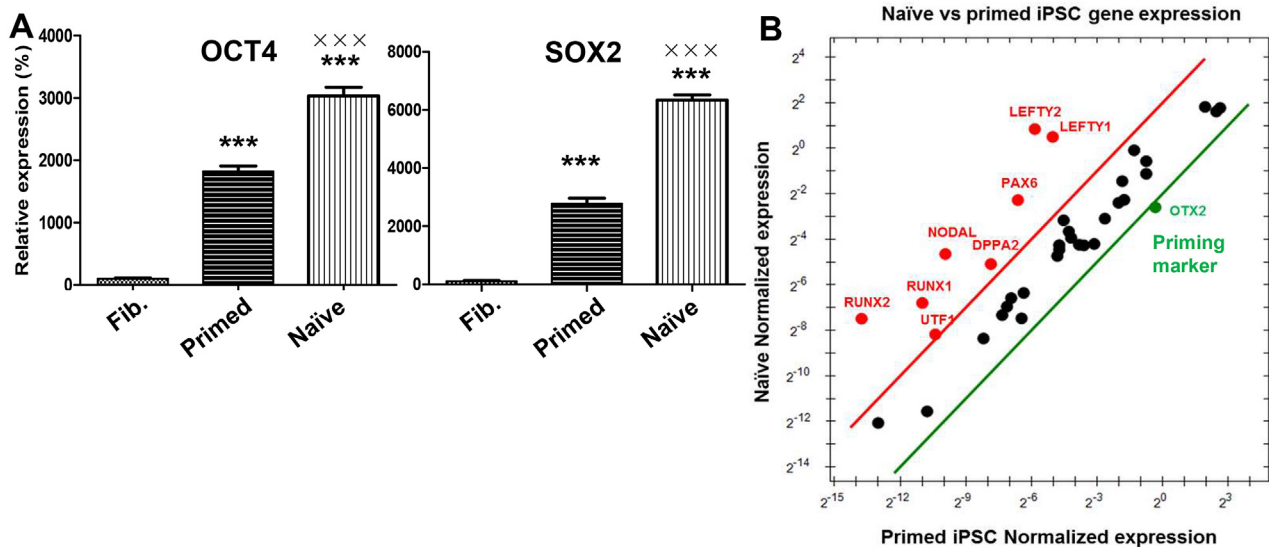 A
Relative expression (%)
4000
3000
2000
1000
0
OCT4
***
×××
***
Fib.
Primed
Naïve
8000
6000
4000
2000
0
SOX2
***
×××
***
Fib.
Primed
Naïve
B
Naïve vs primed iPSC gene expression
Naïve Normalized expression
2^4
2^2
2^0
2^-2
2^-4
2^-6
2^-8
2^-10
2^-12
2^-14
LEFTY2
LEFTY1
PAX6
NODAL
DPPA2
RUNX1
RUNX2
UTF1
OTX2
Priming
marker
2^-15
2^-12
2^-9
2^-6
2^-3
2^0
2^3
Primed iPSC Normalized expression